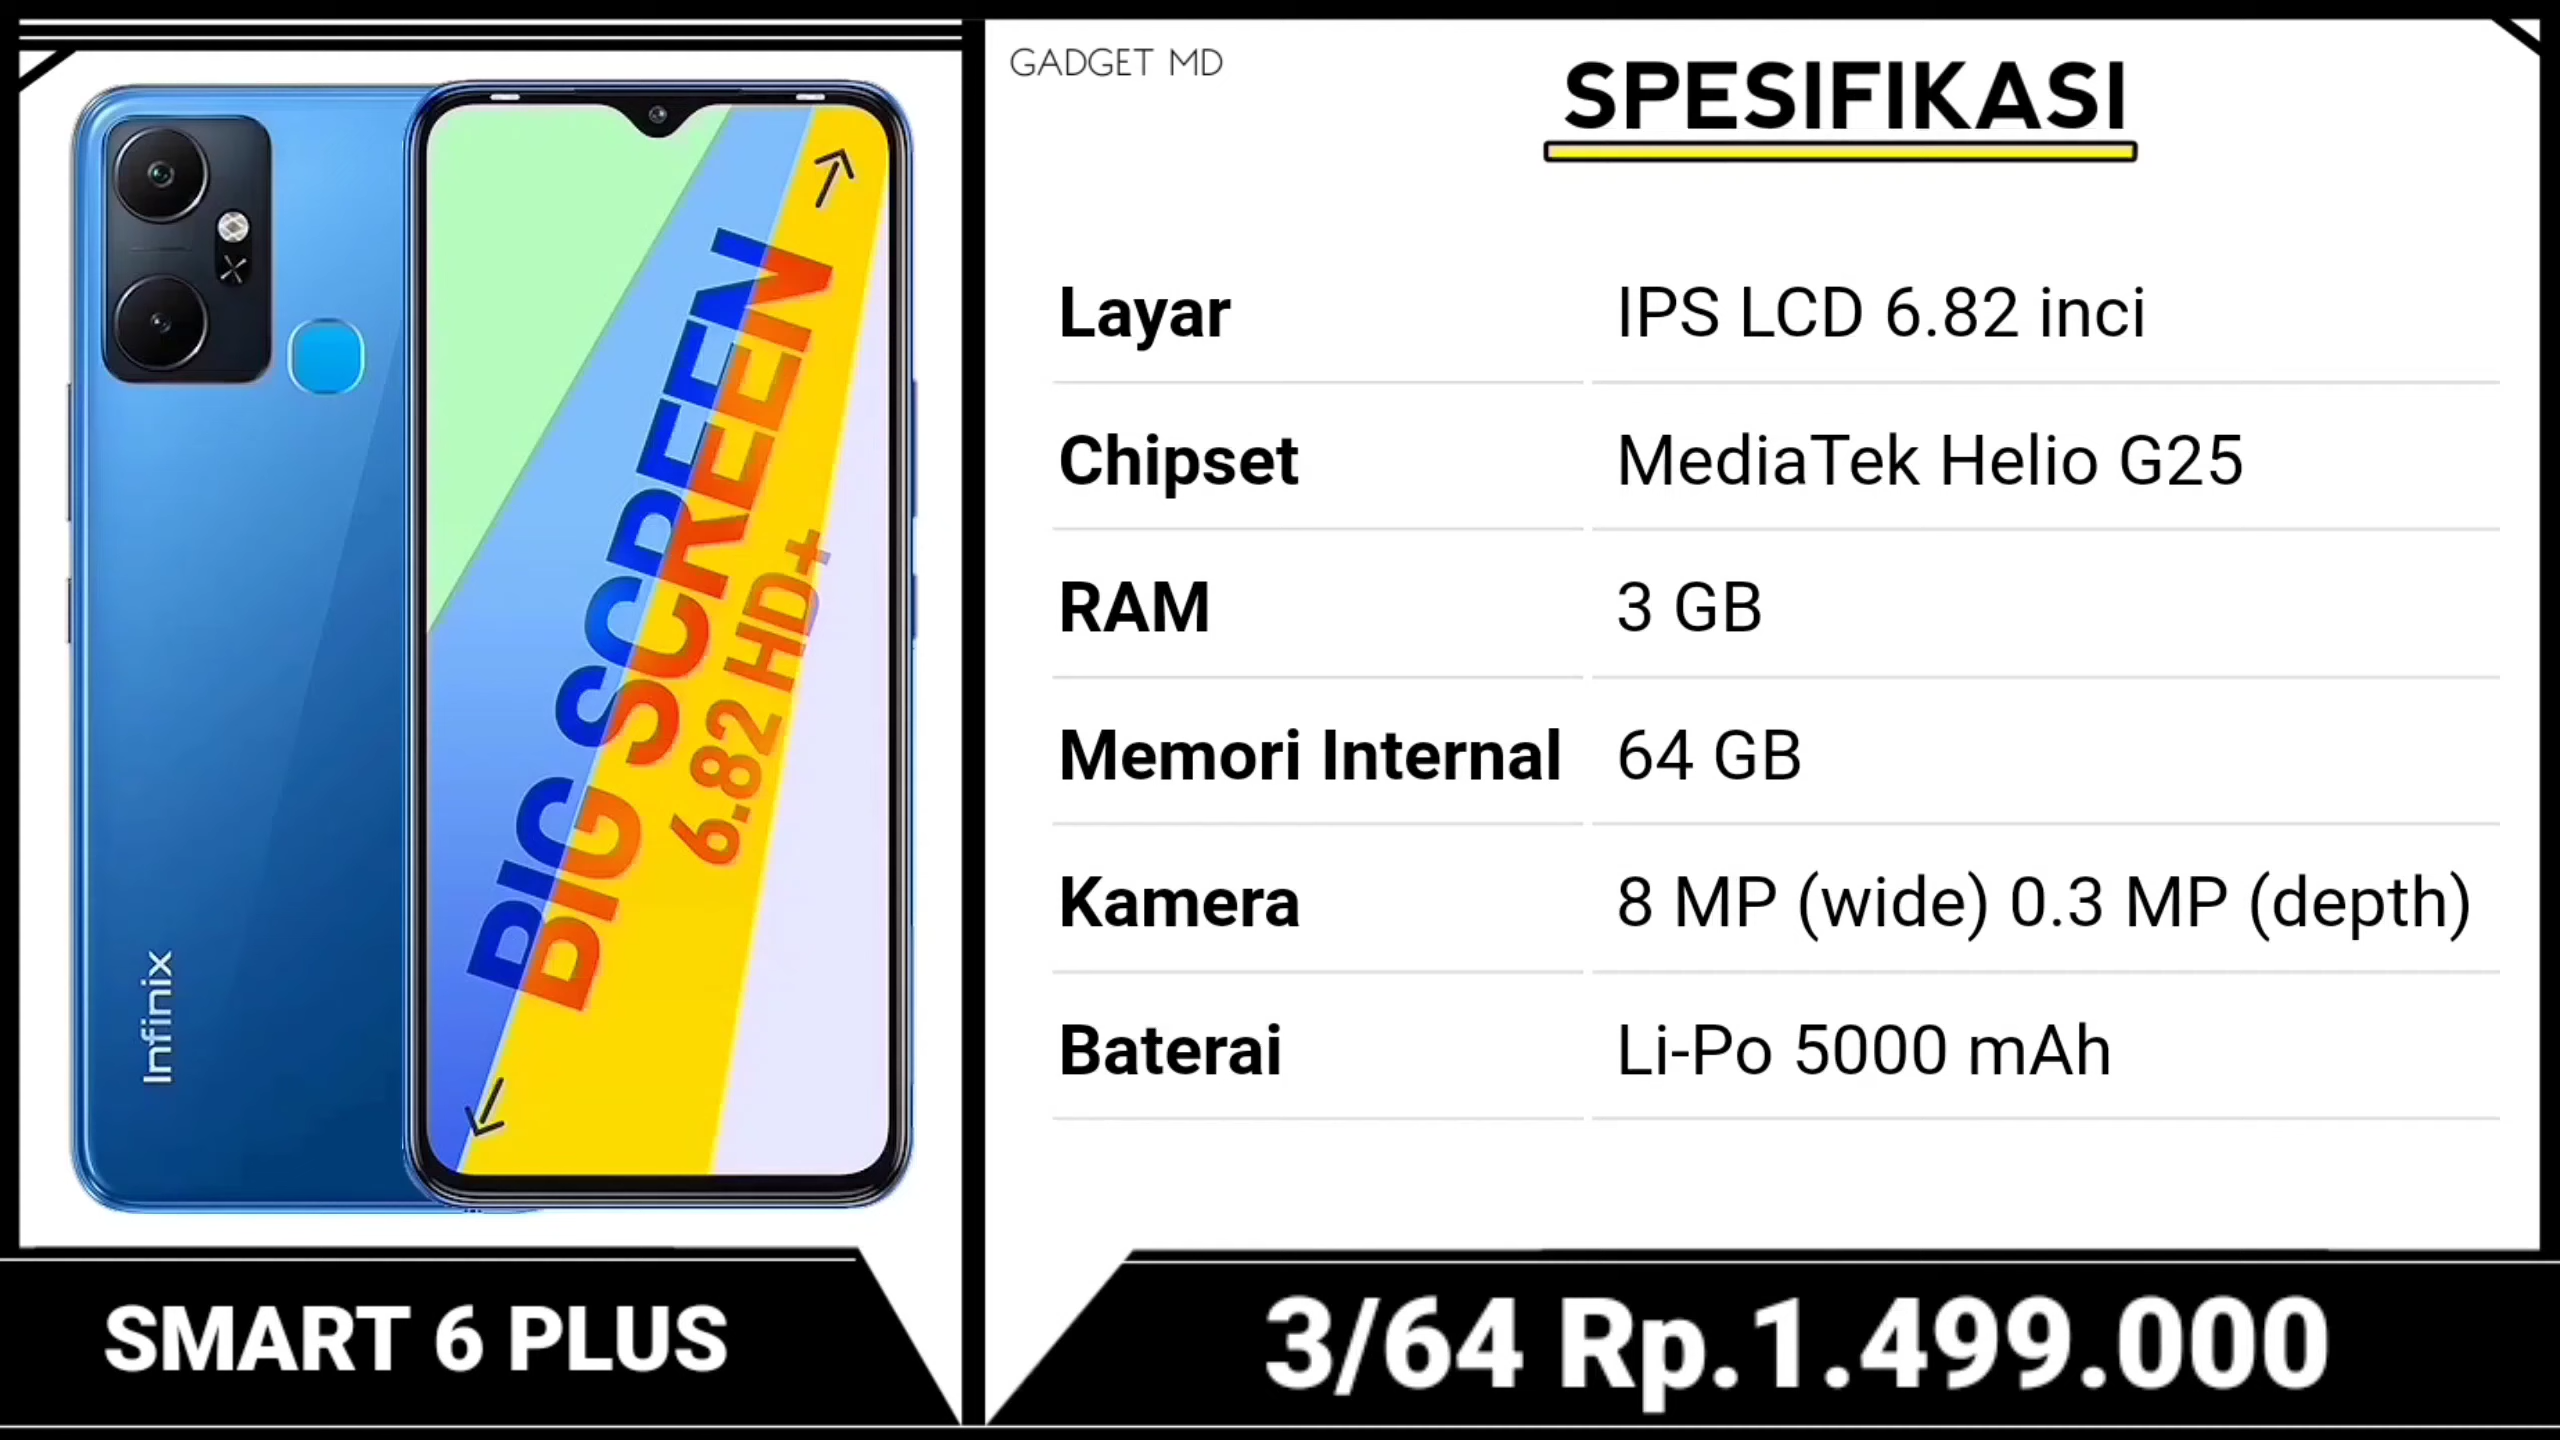 Infinix
BIG SCREEN
6.82 HD+
SMART 6 PLUS
GADGET MD
SPESIFIKASI
Layar IPS LCD 6.82 inci
Chipset MediaTek Helio G25
RAM 3 GB
Memori Internal 64 GB
Kamera 8 MP (wide) 0.3 MP (depth)
Baterai Li-Po 5000 mAh
3/64 Rp.1.499.000